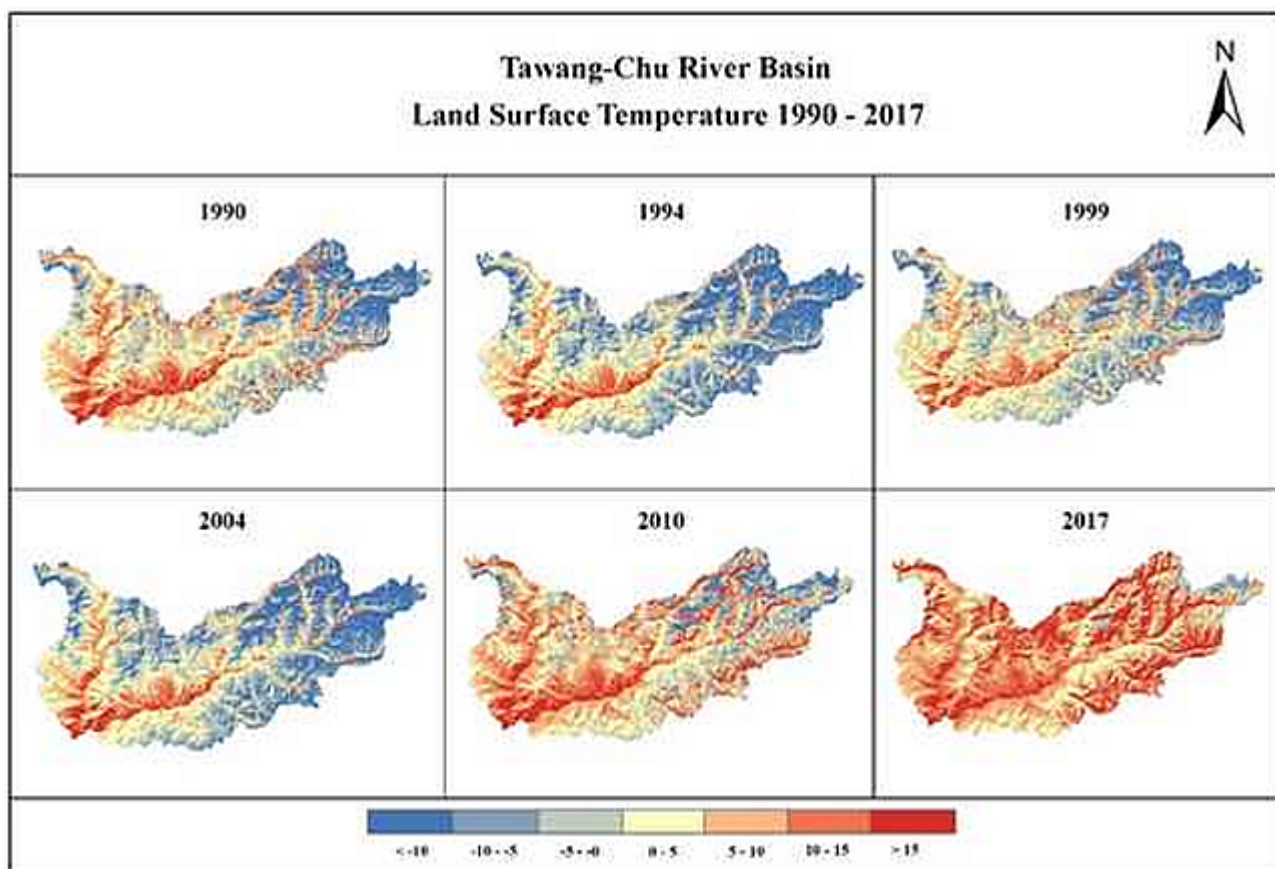 Tawang-Chu River Basin
Land Surface Temperature 1990 - 2017
N
1990
1994
1999
2004
2010
2017
< -10 -10 - -5 -5 - -0 0 - 5 5 - 10 10 - 15 > 15